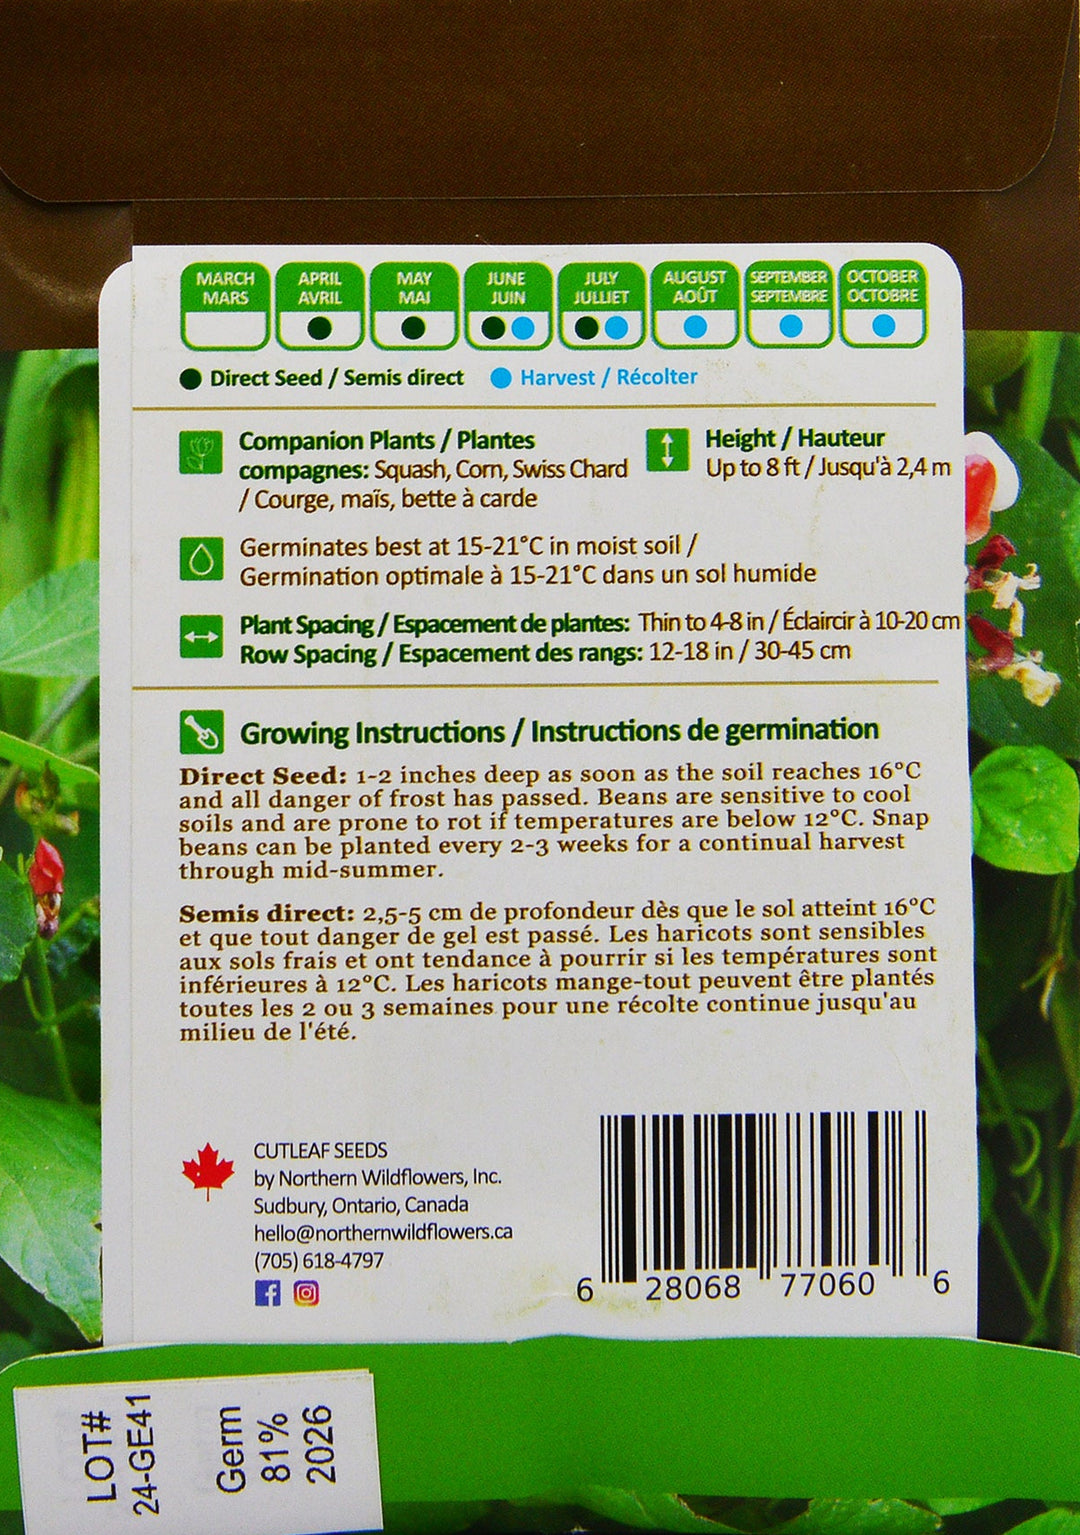 MARCH
MARS
APRIL
AVRIL
MAY
MAI
JUNE
JUIN
JULY
JULLIET
AUGUST
AOÛT
SEPTEMBER
SEPTEMBRE
OCTOBER
OCTOBRE
Direct Seed / Semis direct
Harvest / Récolter
Companion Plants / Plantes
compagnes: Squash, Corn, Swiss Chard
/ Courge, maïs, bette à carde
Height / Hauteur
Up to 8 ft / Jusqu'à 2,4 m
Germinates best at 15-21°C in moist soil /
Germination optimale à 15-21°C dans un sol humide
Plant Spacing / Espacement de plantes: Thin to 4-8 in / Éclaircir à 10-20 cm
Row Spacing / Espacement des rangs: 12-18 in / 30-45 cm
Growing Instructions / Instructions de germination
Direct Seed: 1-2 inches deep as soon as the soil reaches 16°C
and all danger of frost has passed. Beans are sensitive to cool
soils and are prone to rot if temperatures are below 12°C. Snap
beans can be planted every 2-3 weeks for a continual harvest
through mid-summer.
Semis direct: 2,5-5 cm de profondeur dès que le sol atteint 16°C
et que tout danger de gel est passé. Les haricots sont sensibles
aux sols frais et ont tendance à pourrir si les températures sont
inférieures à 12°C. Les haricots mange-tout peuvent être plantés
toutes les 2 ou 3 semaines pour une récolte continue jusqu'au
milieu de l'été.
CUTLEAF SEEDS
by Northern Wildflowers, Inc.
Sudbury, Ontario, Canada
hello@northernwildflowers.ca
(705) 618-4797
6 28068 77060 6
LOT#
24-GE41
Germ
81%
2026